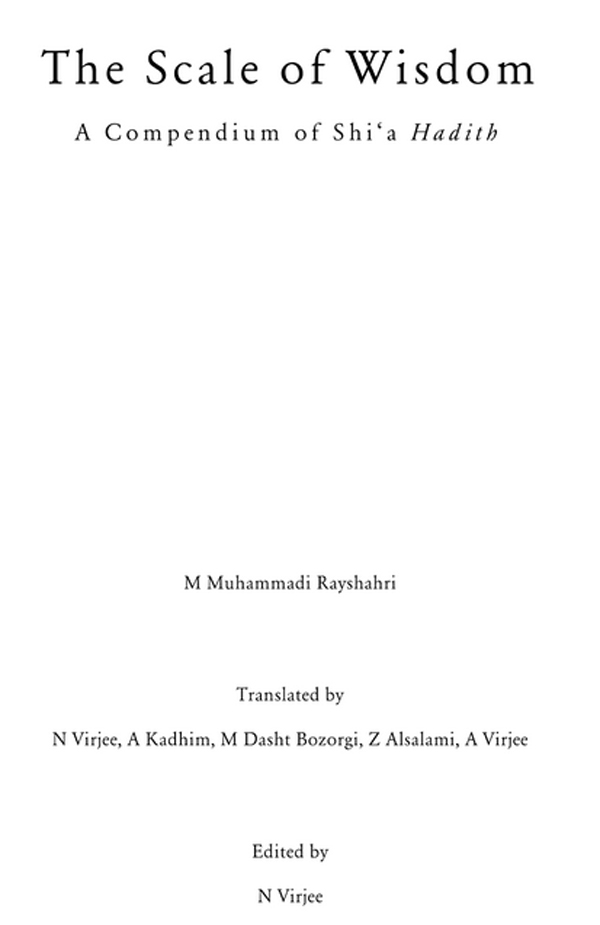 The Scale of Wisdom
A Compendium of Shi‘a Hadith
M Muhammadi Rayshahri
Translated by
N Virjee, A Kadhim, M Dasht Bozorgi, Z Alsalami, A Virjee
Edited by
N Virjee